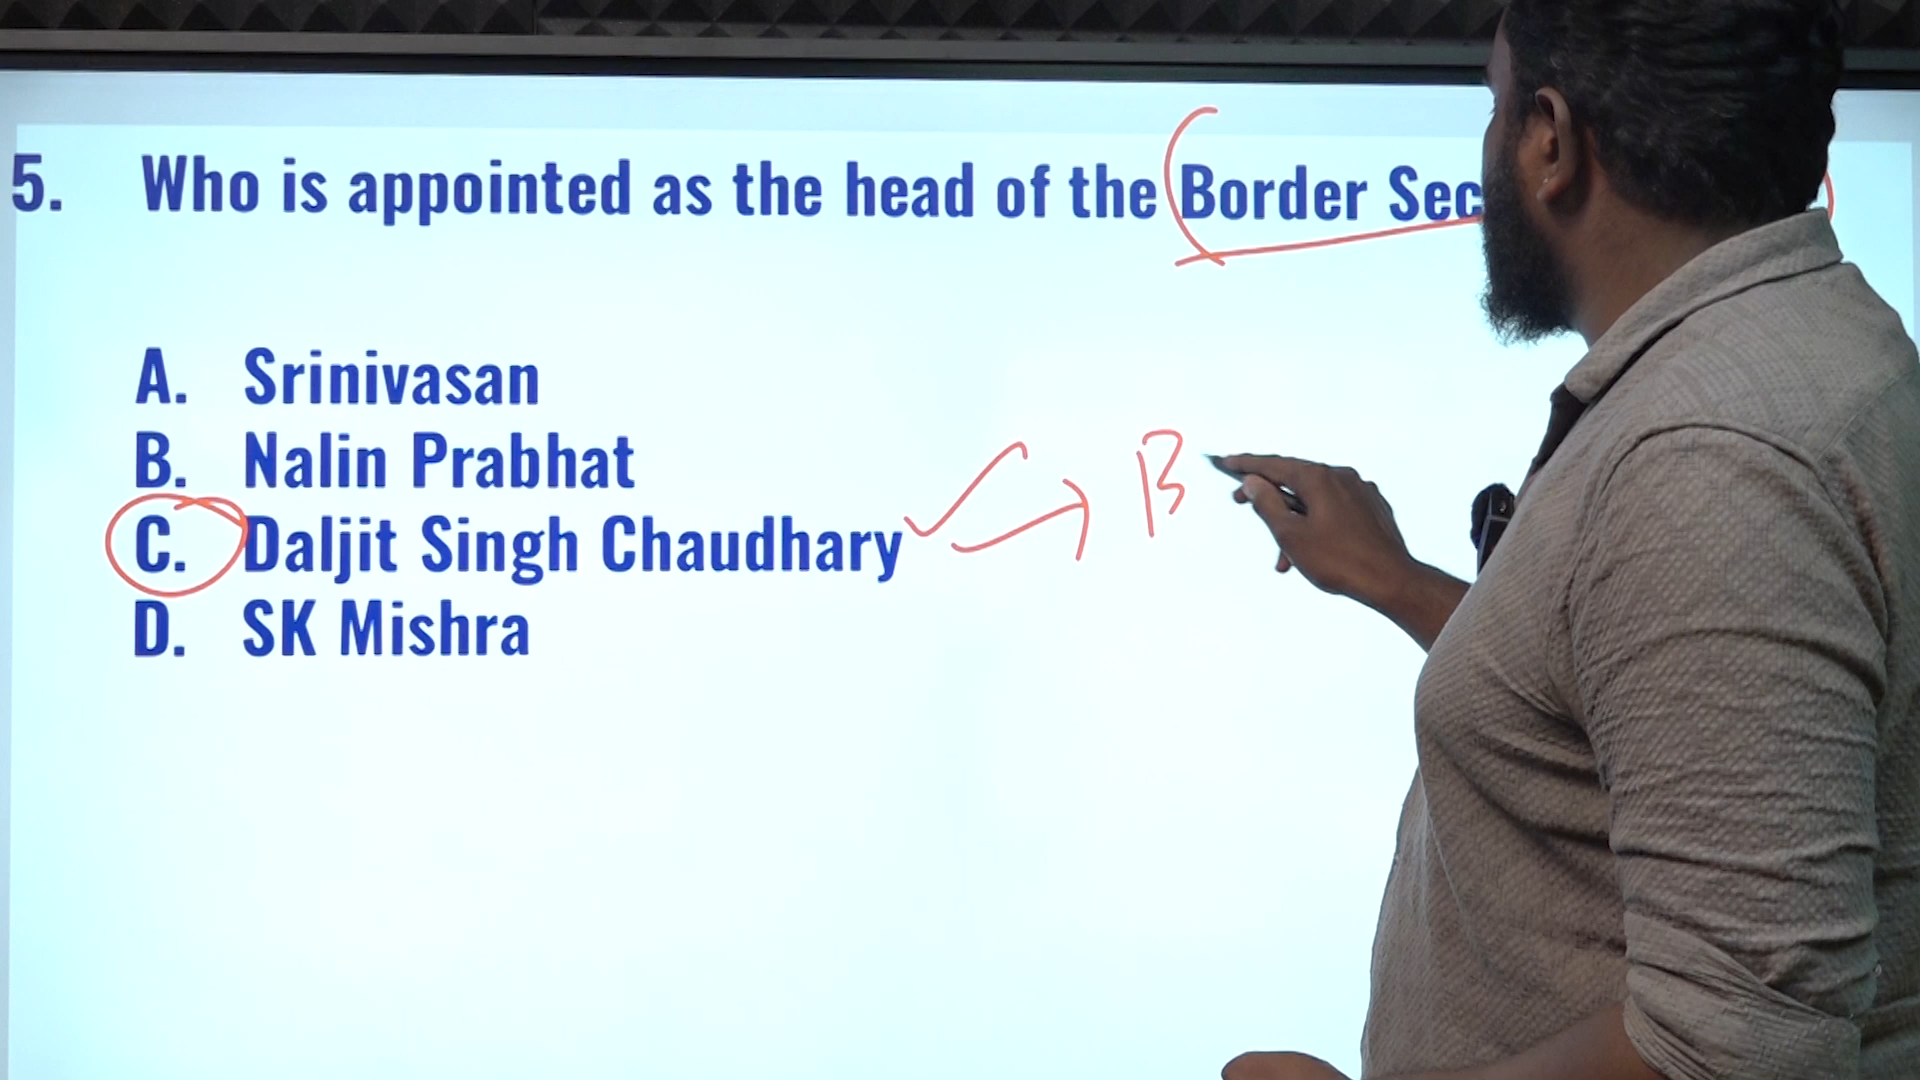 5. Who is appointed as the head of the Border Sec
A. Srinivasan
B. Nalin Prabhat
C. Daljit Singh Chaudhary → B
D. SK Mishra